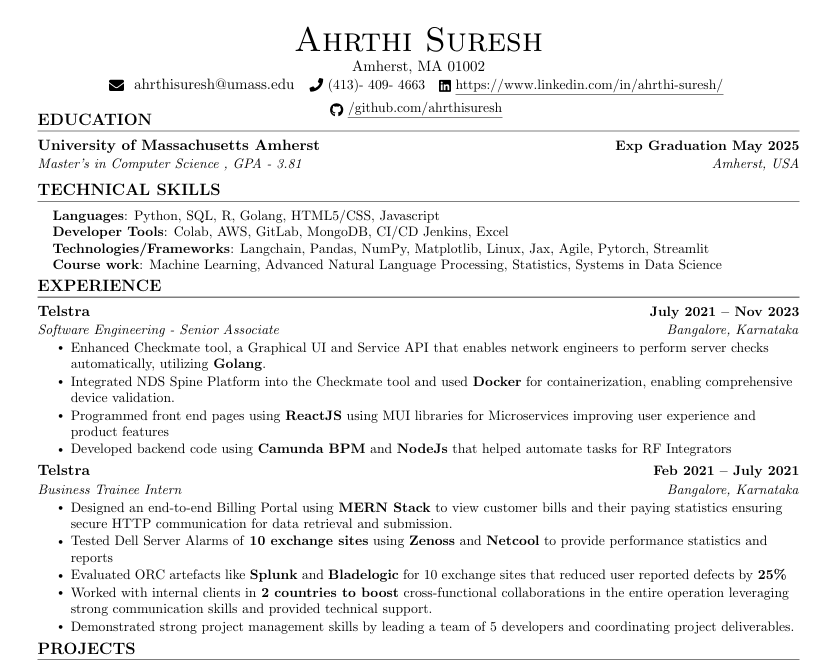 AHRTHI SURESH
Amherst, MA 01002
ahrthisuresh@umass.edu (413)- 409- 4663 https://www.linkedin.com/in/ahrthi-suresh/
/github.com/ahrthisuresh
EDUCATION
University of Massachusetts Amherst Exp Graduation May 2025
Master's in Computer Science , GPA - 3.81 Amherst, USA
TECHNICAL SKILLS
Languages: Python, SQL, R, Golang, HTML5/CSS, Javascript
Developer Tools: Colab, AWS, GitLab, MongoDB, CI/CD Jenkins, Excel
Technologies/Frameworks: Langchain, Pandas, NumPy, Matplotlib, Linux, Jax, Agile, Pytorch, Streamlit
Course work: Machine Learning, Advanced Natural Language Processing, Statistics, Systems in Data Science
EXPERIENCE
Telstra July 2021 – Nov 2023
Software Engineering - Senior Associate Bangalore, Karnataka
• Enhanced Checkmate tool, a Graphical UI and Service API that enables network engineers to perform server checks
automatically, utilizing Golang.
• Integrated NDS Spine Platform into the Checkmate tool and used Docker for containerization, enabling comprehensive
device validation.
• Programmed front end pages using ReactJS using MUI libraries for Microservices improving user experience and
product features
• Developed backend code using Camunda BPM and NodeJs that helped automate tasks for RF Integrators
Telstra Feb 2021 – July 2021
Business Trainee Intern Bangalore, Karnataka
• Designed an end-to-end Billing Portal using MERN Stack to view customer bills and their paying statistics ensuring
secure HTTP communication for data retrieval and submission.
• Tested Dell Server Alarms of 10 exchange sites using Zenoss and Netcool to provide performance statistics and
reports
• Evaluated ORC artefacts like Splunk and Bladelogic for 10 exchange sites that reduced user reported defects by 25%
• Worked with internal clients in 2 countries to boost cross-functional collaborations in the entire operation leveraging
strong communication skills and provided technical support.
• Demonstrated strong project management skills by leading a team of 5 developers and coordinating project deliverables.
PROJECTS